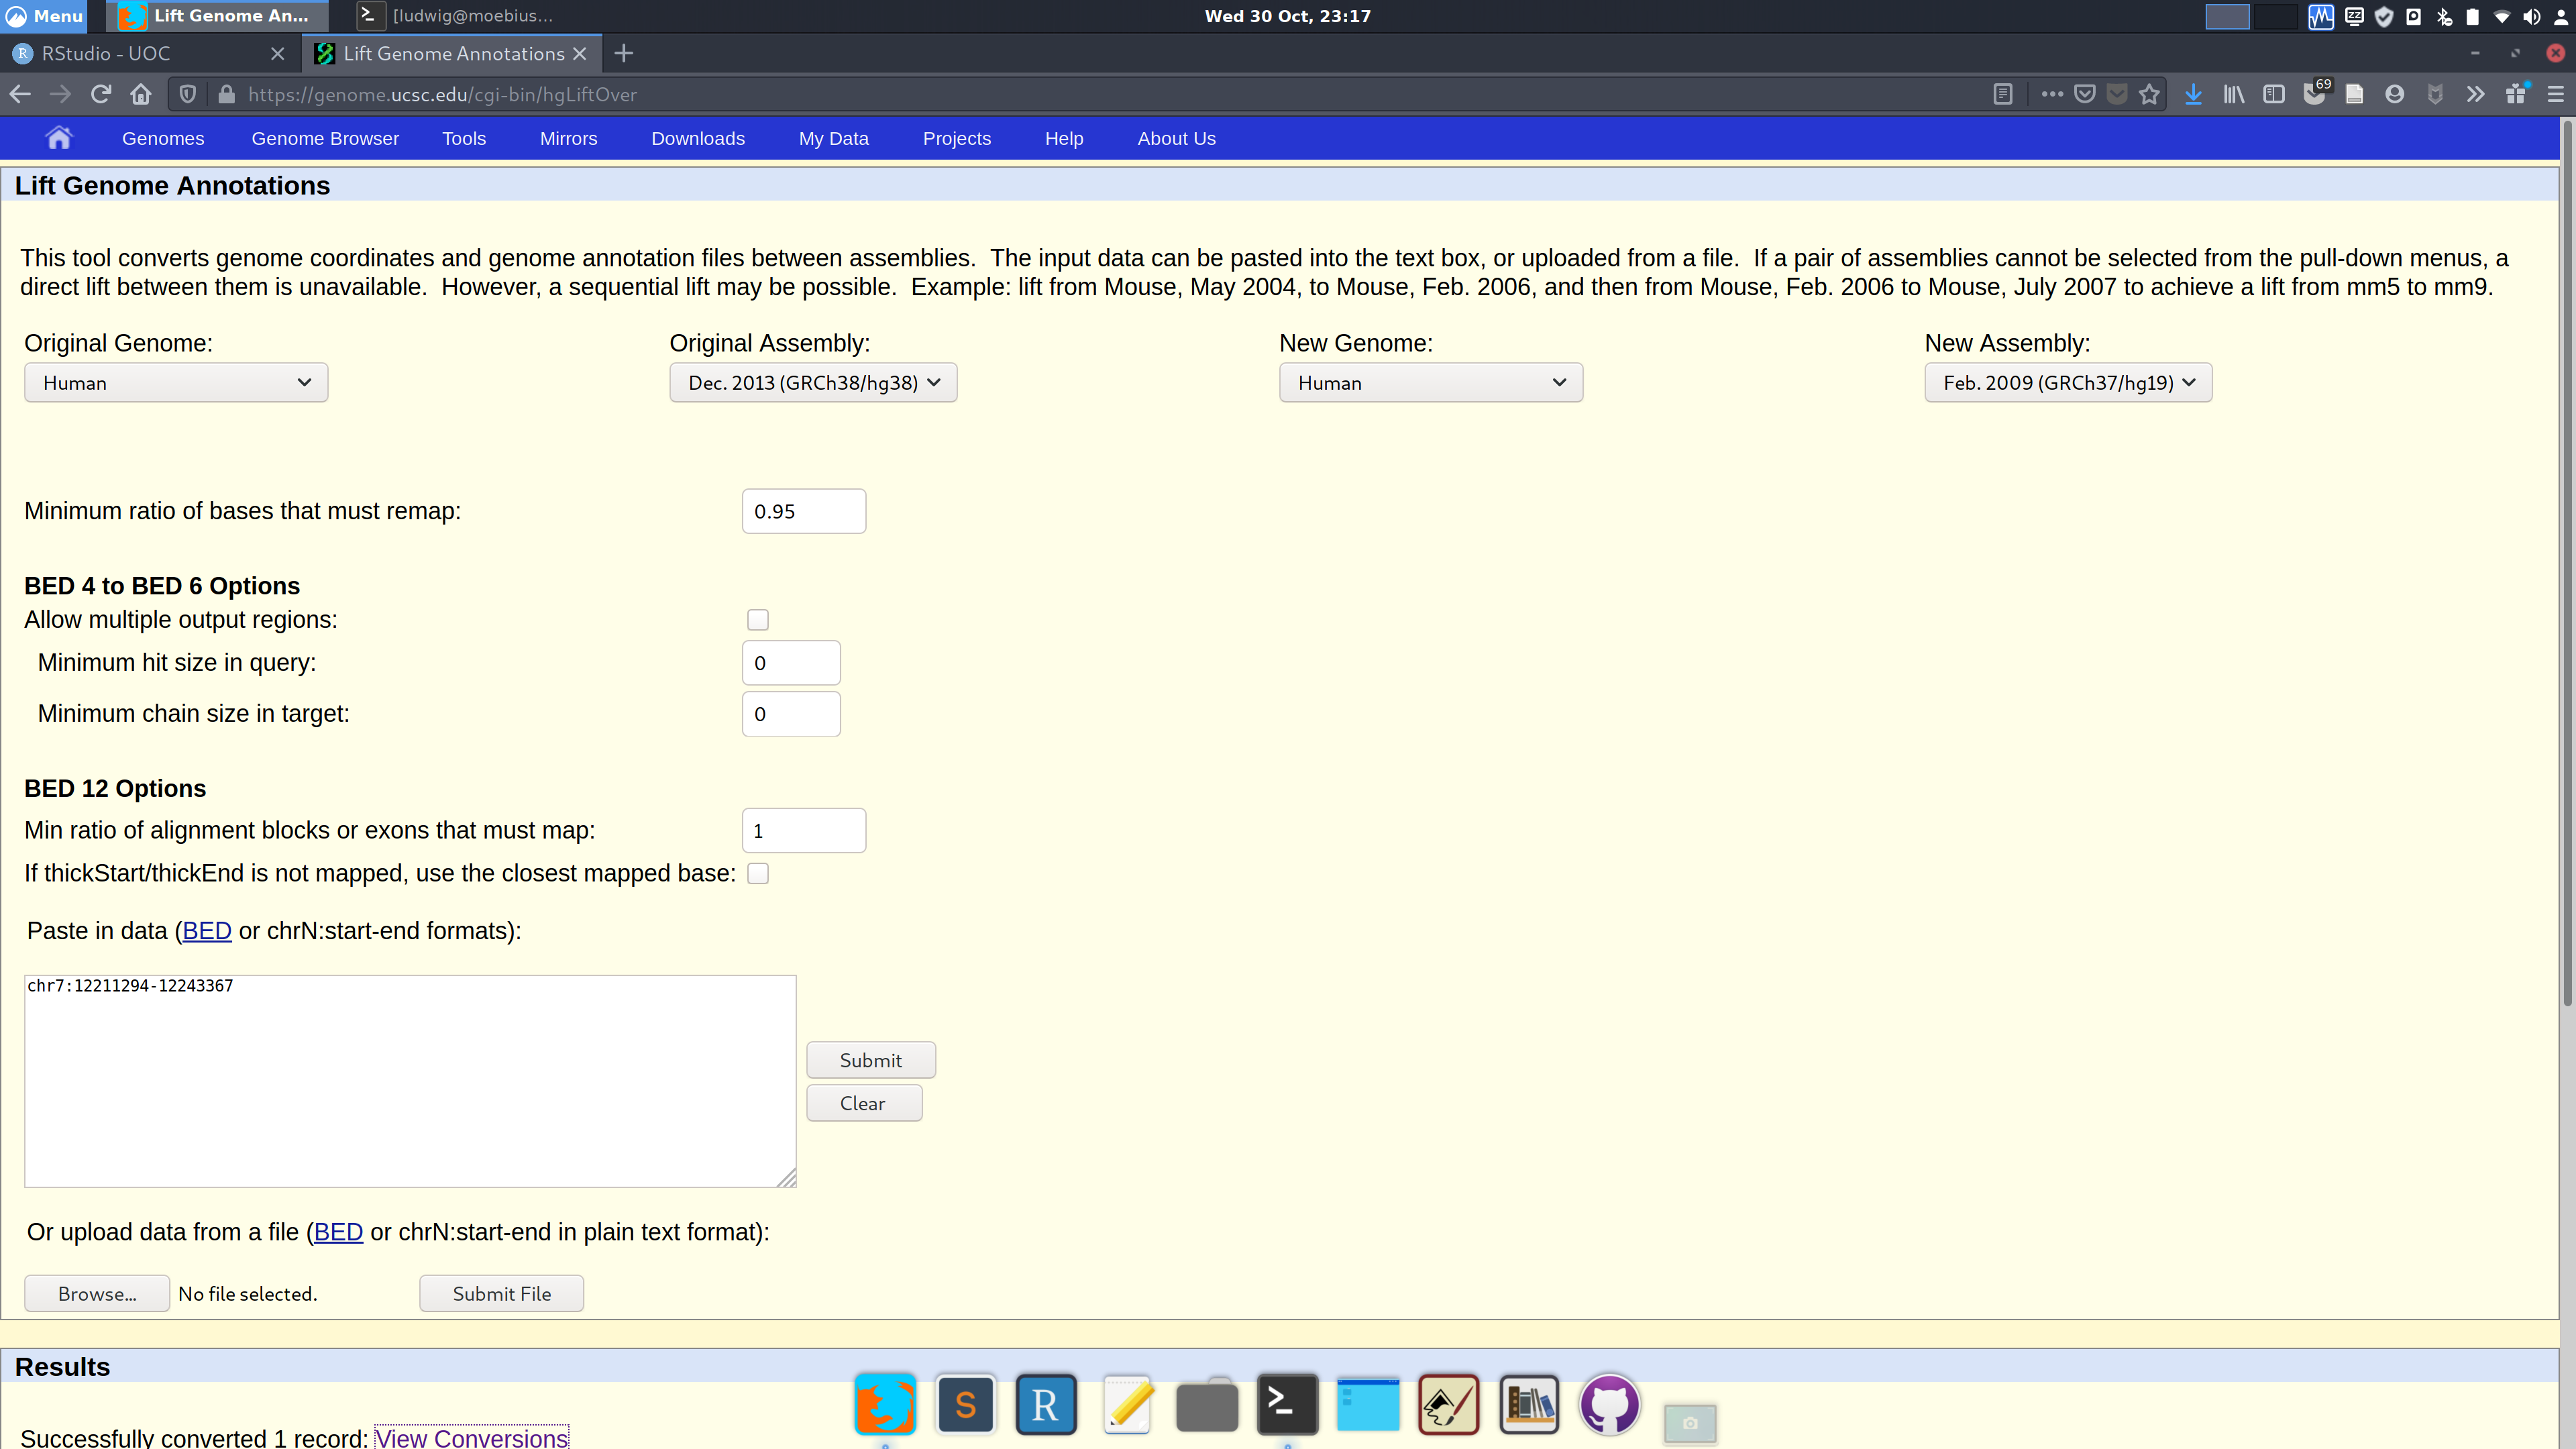 Menu Lift Genome An... [ludwig@moebius... Wed 30 Oct, 23:17
RStudio - UOC Lift Genome Annotations
https://genome.ucsc.edu/cgi-bin/hgLiftOver 69
Genomes Genome Browser Tools Mirrors Downloads My Data Projects Help About Us
Lift Genome Annotations
This tool converts genome coordinates and genome annotation files between assemblies. The input data can be pasted into the text box, or uploaded from a file. If a pair of assemblies cannot be selected from the pull-down menus, a
direct lift between them is unavailable. However, a sequential lift may be possible. Example: lift from Mouse, May 2004, to Mouse, Feb. 2006, and then from Mouse, Feb. 2006 to Mouse, July 2007 to achieve a lift from mm5 to mm9.
Original Genome: Original Assembly: New Genome: New Assembly:
Human Dec. 2013 (GRCh38/hg38) Human Feb. 2009 (GRCh37/hg19)
Minimum ratio of bases that must remap: 0.95
BED 4 to BED 6 Options
Allow multiple output regions:
Minimum hit size in query: 0
Minimum chain size in target: 0
BED 12 Options
Min ratio of alignment blocks or exons that must map: 1
If thickStart/thickEnd is not mapped, use the closest mapped base:
Paste in data (BED or chrN:start-end formats):
chr7:12211294-12243367
Submit
Clear
Or upload data from a file (BED or chrN:start-end in plain text format):
Browse... No file selected. Submit File
Results
S R
Successfully converted 1 record: View Conversions